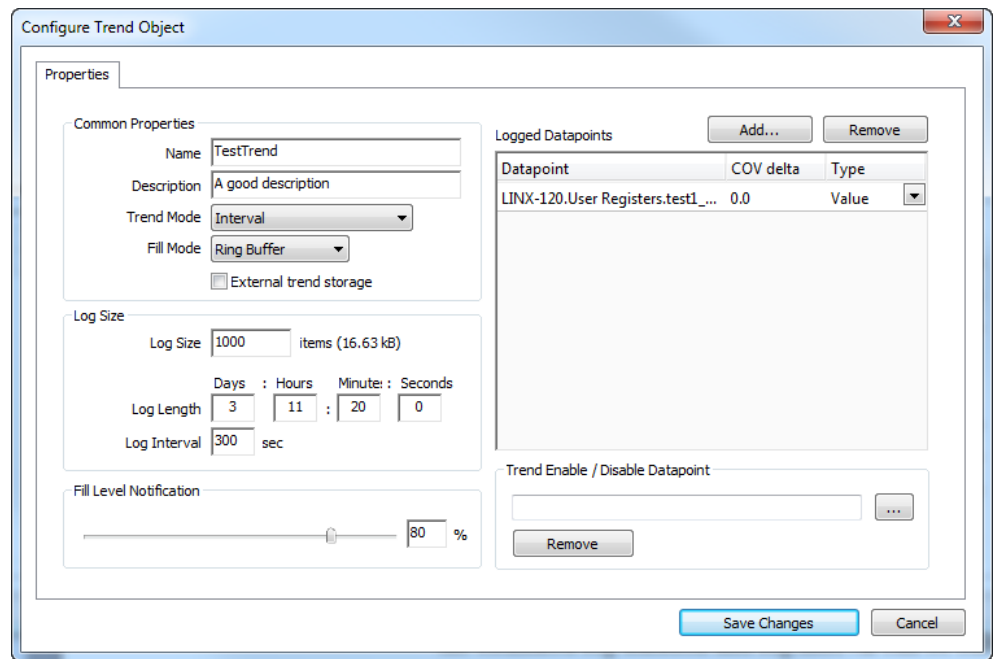 Configure Trend Object
x
Properties
Common Properties
Name TestTrend
Description A good description
Trend Mode Interval
Fill Mode Ring Buffer
External trend storage
Log Size
Log Size 1000 items (16.63 kB)
Days : Hours Minute: : Seconds
Log Length 3 11 : 20 0
Log Interval 300 sec
Fill Level Notification
80 %
Logged Datapoints Add... Remove
Datapoint COV delta Type
LINX-120.User Registers.test1_... 0.0 Value
Trend Enable / Disable Datapoint
...
Remove
Save Changes Cancel